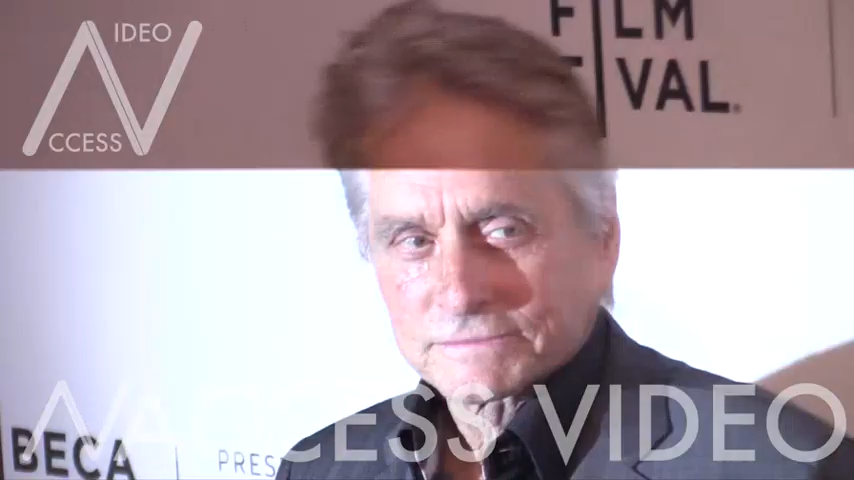 IDEO
CCESS
F FILM
VAL.
ACCESS VIDEO
BECA
PRES